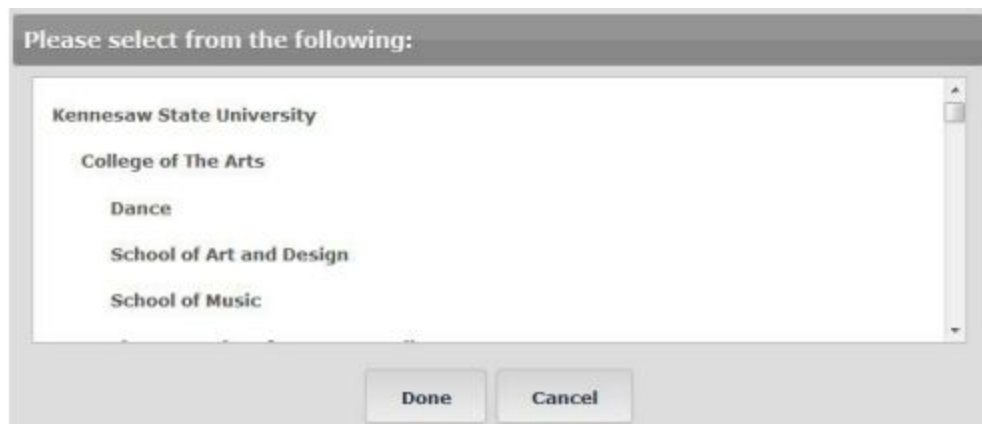 Please select from the following:
Kennesaw State University
College of The Arts
Dance
School of Art and Design
School of Music
Done
Cancel